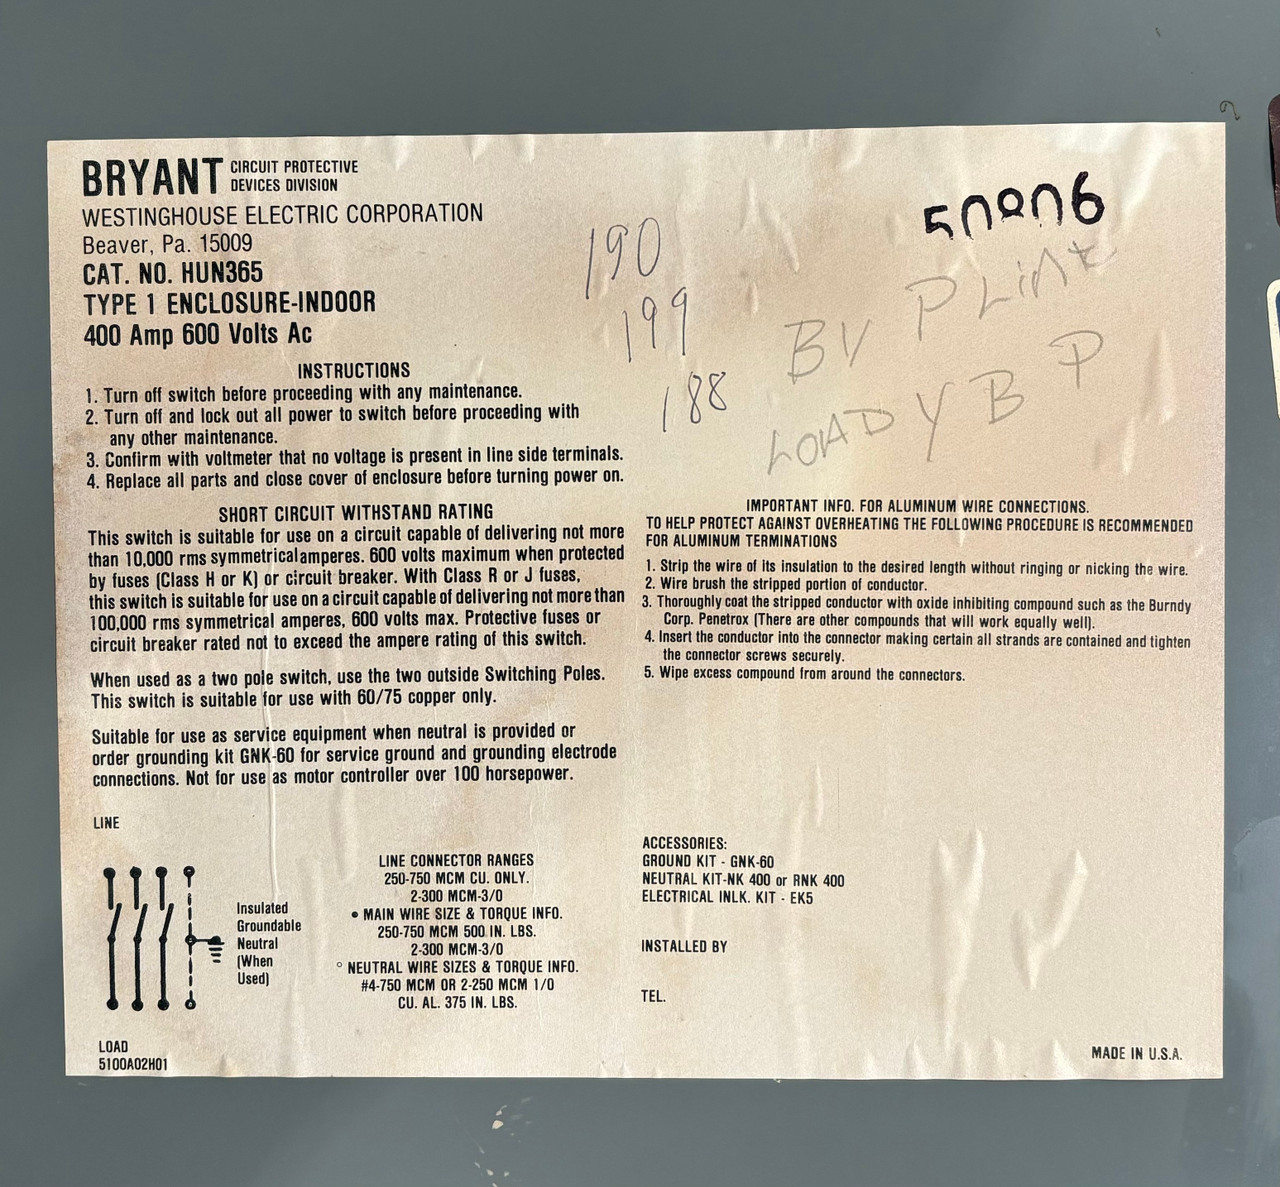 BRYANT CIRCUIT PROTECTIVE
DEVICES DIVISION
WESTINGHOUSE ELECTRIC CORPORATION
Beaver, Pa. 15009
CAT. NO. HUN365
TYPE 1 ENCLOSURE-INDOOR
400 Amp 600 Volts Ac
50806
190
199
188
BY P LINE
LOAD Y B P
INSTRUCTIONS
1. Turn off switch before proceeding with any maintenance.
2. Turn off and lock out all power to switch before proceeding with
any other maintenance.
3. Confirm with voltmeter that no voltage is present in line side terminals.
4. Replace all parts and close cover of enclosure before turning power on.
SHORT CIRCUIT WITHSTAND RATING
This switch is suitable for use on a circuit capable of delivering not more
than 10,000 rms symmetrical amperes. 600 volts maximum when protected
by fuses (Class H or K) or circuit breaker. With Class R or J fuses,
this switch is suitable for use on a circuit capable of delivering not more than
100,000 rms symmetrical amperes, 600 volts max. Protective fuses or
circuit breaker rated not to exceed the ampere rating of this switch.
When used as a two pole switch, use the two outside Switching Poles.
This switch is suitable for use with 60/75 copper only.
Suitable for use as service equipment when neutral is provided or
order grounding kit GNK-60 for service ground and grounding electrode
connections. Not for use as motor controller over 100 horsepower.
IMPORTANT INFO. FOR ALUMINUM WIRE CONNECTIONS.
TO HELP PROTECT AGAINST OVERHEATING THE FOLLOWING PROCEDURE IS RECOMMENDED
FOR ALUMINUM TERMINATIONS
1. Strip the wire of its insulation to the desired length without ringing or nicking the wire.
2. Wire brush the stripped portion of conductor.
3. Thoroughly coat the stripped conductor with oxide inhibiting compound such as the Burndy
Corp. Penetrox (There are other compounds that will work equally well).
4. Insert the conductor into the connector making certain all strands are contained and tighten
the connector screws securely.
5. Wipe excess compound from around the connectors.
LINE
Insulated
Groundable
Neutral
(When
Used)
LOAD
5100A02H01
LINE CONNECTOR RANGES
250-750 MCM CU. ONLY.
2-300 MCM-3/0
• MAIN WIRE SIZE & TORQUE INFO.
250-750 MCM 500 IN. LBS.
2-300 MCM-3/0
○ NEUTRAL WIRE SIZES & TORQUE INFO.
#4-750 MCM OR 2-250 MCM 1/0
CU. AL. 375 IN. LBS.
ACCESSORIES:
GROUND KIT - GNK-60
NEUTRAL KIT-NK 400 or RNK 400
ELECTRICAL INLK. KIT - EK5
INSTALLED BY
TEL.
MADE IN U.S.A.